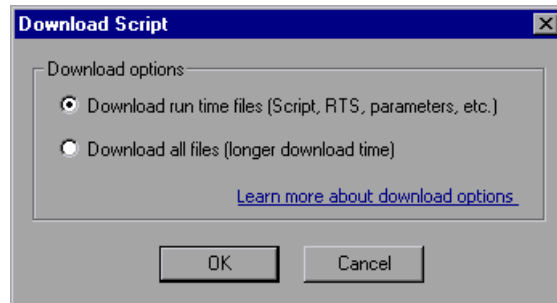 Download Script
Download options
Download run time files (Script, RTS, parameters, etc.)
Download all files (longer download time)
Learn more about download options
OK
Cancel